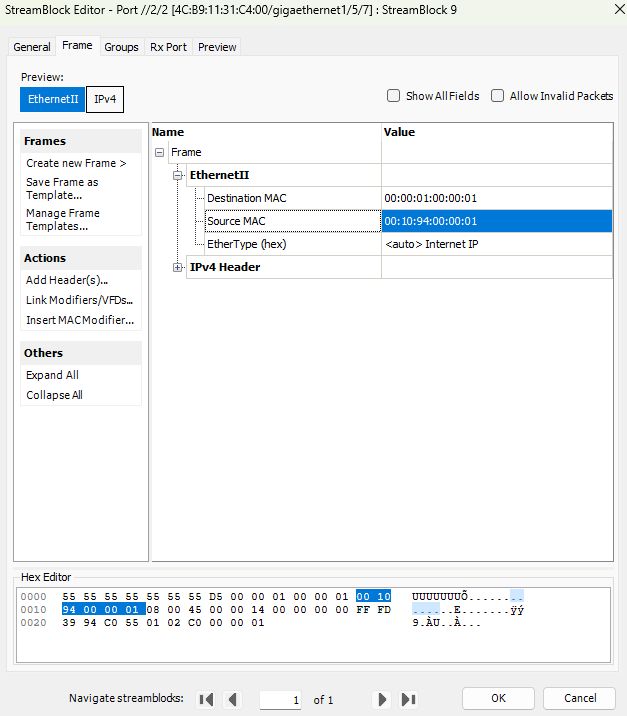 StreamBlock Editor - Port //2/2 [4C:B9:11:31:C4:00/gigaethernet1/5/7] : StreamBlock 9
General Frame Groups Rx Port Preview
Preview:
EthernetII IPv4
Show All Fields Allow Invalid Packets
Frames
Create new Frame >
Save Frame as
Template...
Manage Frame
Templates...
Actions
Add Header(s)...
Link Modifiers/VFDs...
Insert MAC Modifier...
Others
Expand All
Collapse All
Name Value
Frame
EthernetII
Destination MAC 00:00:01:00:00:01
Source MAC 00:10:94:00:00:01
EtherType (hex) <auto> Internet IP
IPv4 Header
Hex Editor
0000 55 55 55 55 55 55 55 D5 00 00 01 00 00 01 00 10 UUUUUUUÕ........
0010 94 00 00 01 08 00 45 00 00 14 00 00 00 00 FF FD ......E.......ÿý
0020 39 94 C0 55 01 02 C0 00 00 01 9.ÀU..À...
Navigate streamblocks: 1 of 1 OK Cancel